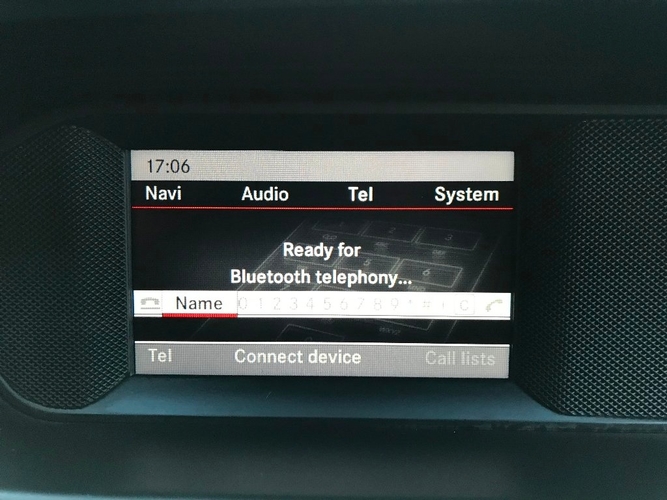 17:06
Navi Audio Tel System
Ready for
Bluetooth telephony...
Name 0 1 2 3 4 5 6 7 8 9 * # + C
Tel Connect device Call lists